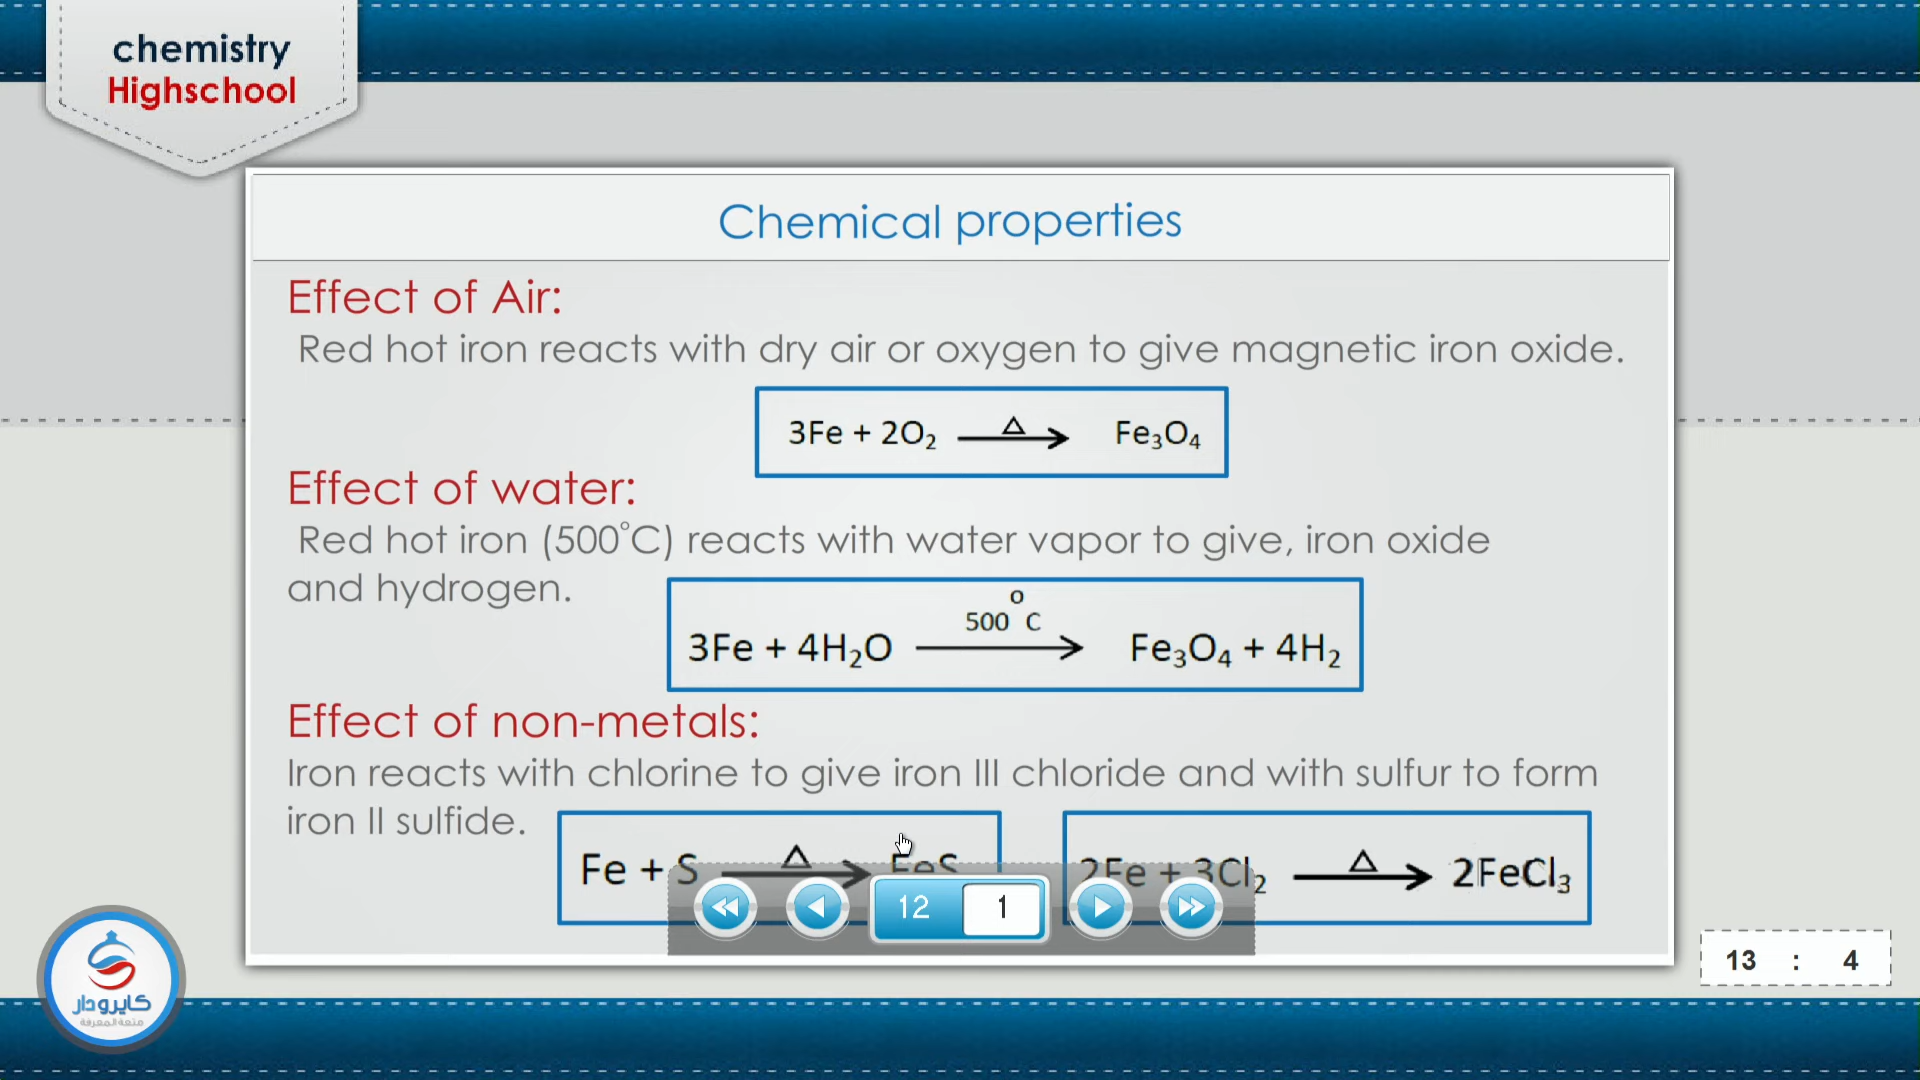 chemistry
Highschool
Chemical properties
Effect of Air:
Red hot iron reacts with dry air or oxygen to give magnetic iron oxide.
3Fe + 2O₂ —△→ Fe₃O₄
Effect of water:
Red hot iron (500°C) reacts with water vapor to give, iron oxide
and hydrogen.
500 °C
3Fe + 4H₂O ⟶ Fe₃O₄ + 4H₂
Effect of non-metals:
Iron reacts with chlorine to give iron III chloride and with sulfur to form
iron II sulfide.
Fe + S —△→ FeS
2Fe + 3Cl₂ —△→ 2FeCl₃
12 1
13 : 4
كايرودار
متعة المعرفة